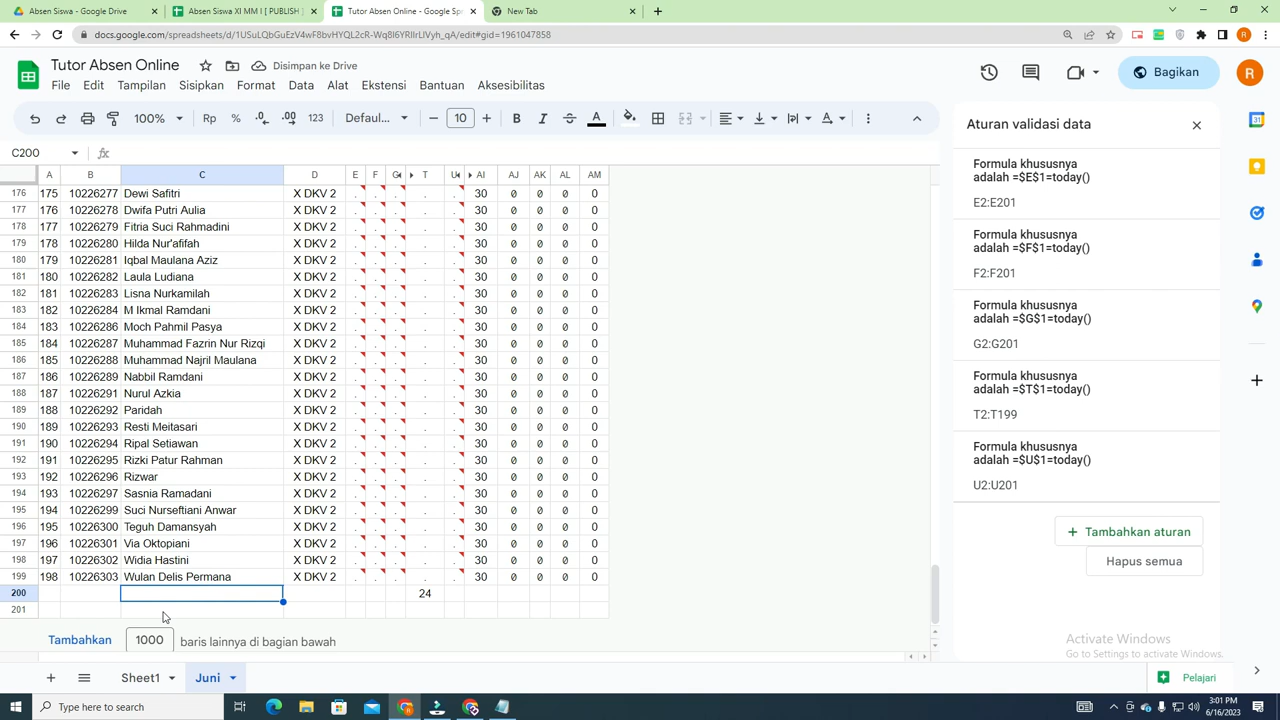 Absen Siswa - Google Drive
Absen Siswa XI MM I [ PUBLISH
Tutor Absen Online - Google Sp
New Tab
docs.google.com/spreadsheets/d/1USuLQbGuEzV4wF8bvHYQL2cR-Wq8I6YRIIrLIVyh_qA/edit#gid=1961047858
R
Tutor Absen Online
Disimpan ke Drive
File Edit Tampilan Sisipkan Format Data Alat Ekstensi Bantuan Aksesibilitas
Bagikan
R
100% Rp % .0 .00 123 Defaul... − 10 + B I A
C200 fx
A B C D E F G T U AI AJ AK AL AM
176 175 10226277 Dewi Safitri X DKV 2 . . . . . 30 0 0 0 0
177 176 10226278 Dwifa Putri Aulia X DKV 2 . . . . . 30 0 0 0 0
178 177 10226279 Fitria Suci Rahmadini X DKV 2 . . . . . 30 0 0 0 0
179 178 10226280 Hilda Nur'afifah X DKV 2 . . . . . 30 0 0 0 0
180 179 10226281 Iqbal Maulana Aziz X DKV 2 . . . . . 30 0 0 0 0
181 180 10226282 Laula Ludiana X DKV 2 . . . . . 30 0 0 0 0
182 181 10226283 Lisna Nurkamilah X DKV 2 . . . . . 30 0 0 0 0
183 182 10226284 M Ikmal Ramdani X DKV 2 . . . . . 30 0 0 0 0
184 183 10226286 Moch Pahmil Pasya X DKV 2 . . . . . 30 0 0 0 0
185 184 10226287 Muhammad Fazrin Nur Rizqi X DKV 2 . . . . . 30 0 0 0 0
186 185 10226288 Muhammad Najril Maulana X DKV 2 . . . . . 30 0 0 0 0
187 186 10226289 Nabbil Ramdani X DKV 2 . . . . . 30 0 0 0 0
188 187 10226291 Nurul Azkia X DKV 2 . . . . . 30 0 0 0 0
189 188 10226292 Paridah X DKV 2 . . . . . 30 0 0 0 0
190 189 10226293 Resti Meitasari X DKV 2 . . . . . 30 0 0 0 0
191 190 10226294 Ripal Setiawan X DKV 2 . . . . . 30 0 0 0 0
192 191 10226295 Rizki Patur Rahman X DKV 2 . . . . . 30 0 0 0 0
193 192 10226296 Rizwar X DKV 2 . . . . . 30 0 0 0 0
194 193 10226297 Sasnia Ramadani X DKV 2 . . . . . 30 0 0 0 0
195 194 10226299 Suci Nurseftiani Anwar X DKV 2 . . . . . 30 0 0 0 0
196 195 10226300 Teguh Damansyah X DKV 2 . . . . . 30 0 0 0 0
197 196 10226301 Via Oktopiani X DKV 2 . . . . . 30 0 0 0 0
198 197 10226302 Widia Hastini X DKV 2 . . . . . 30 0 0 0 0
199 198 10226303 Wulan Delis Permana X DKV 2 . . . . . 30 0 0 0 0
200 24
201
Tambahkan 1000 baris lainnya di bagian bawah
Sheet1 Juni
Aturan validasi data
Formula khususnya
adalah =$E$1=today()
E2:E201
Formula khususnya
adalah =$F$1=today()
F2:F201
Formula khususnya
adalah =$G$1=today()
G2:G201
Formula khususnya
adalah =$T$1=today()
T2:T199
Formula khususnya
adalah =$U$1=today()
U2:U201
+ Tambahkan aturan
Hapus semua
Activate Windows
Go to Settings to activate Windows.
Pelajari
Type here to search
3:01 PM
6/16/2023